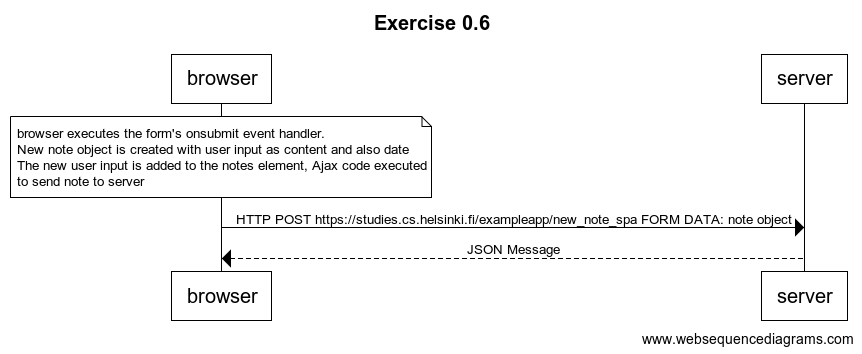 Exercise 0.6
browser
server
browser executes the form's onsubmit event handler.
New note object is created with user input as content and also date
The new user input is added to the notes element, Ajax code executed
to send note to server
HTTP POST https://studies.cs.helsinki.fi/exampleapp/new_note_spa FORM DATA: note object
JSON Message
browser
server
www.websequencediagrams.com